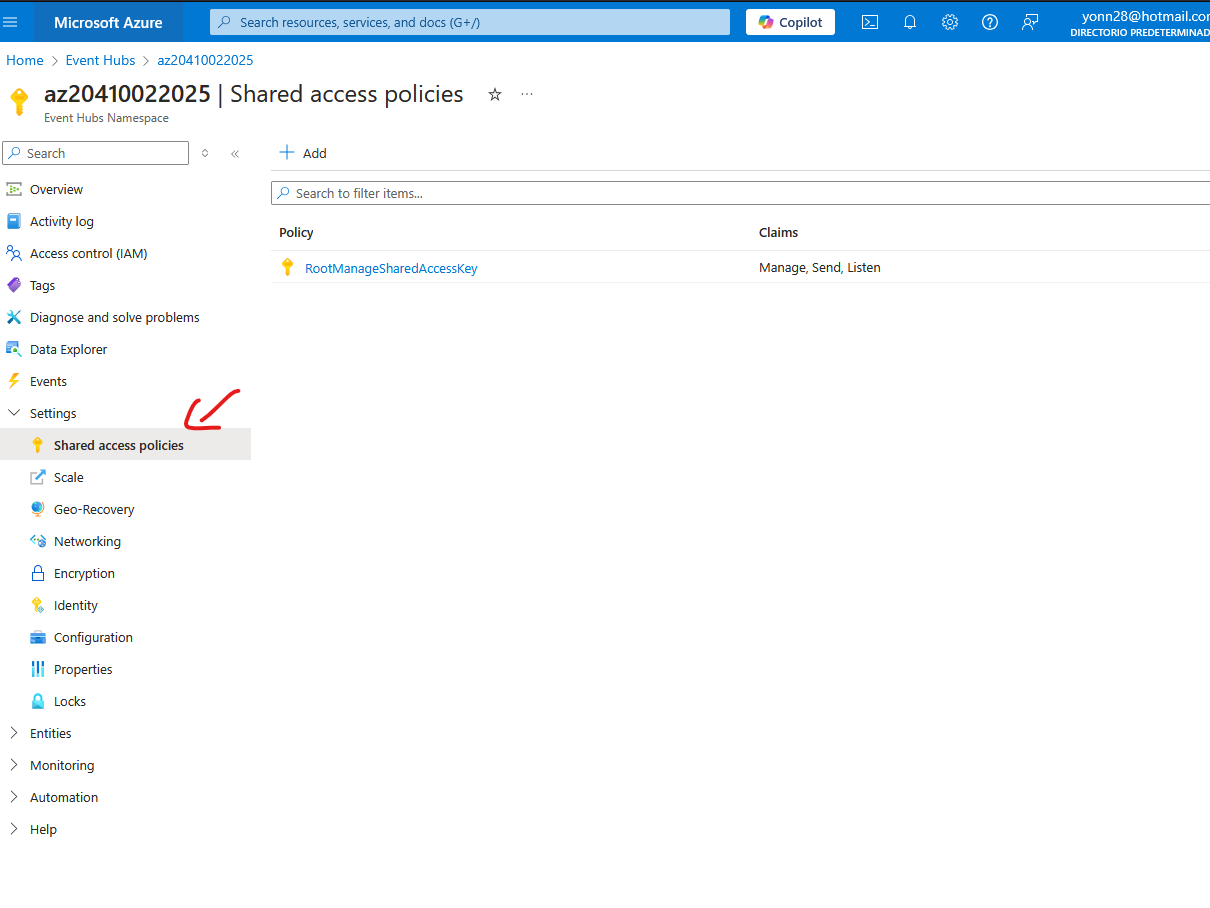 Microsoft Azure
Search resources, services, and docs (G+/)
Copilot
yonn28@hotmail.com
DIRECTORIO PREDETERMINAD
Home > Event Hubs > az20410022025
az20410022025 | Shared access policies
Event Hubs Namespace
Search
Add
Search to filter items...
Policy Claims
RootManageSharedAccessKey Manage, Send, Listen
Overview
Activity log
Access control (IAM)
Tags
Diagnose and solve problems
Data Explorer
Events
Settings
Shared access policies
Scale
Geo-Recovery
Networking
Encryption
Identity
Configuration
Properties
Locks
Entities
Monitoring
Automation
Help